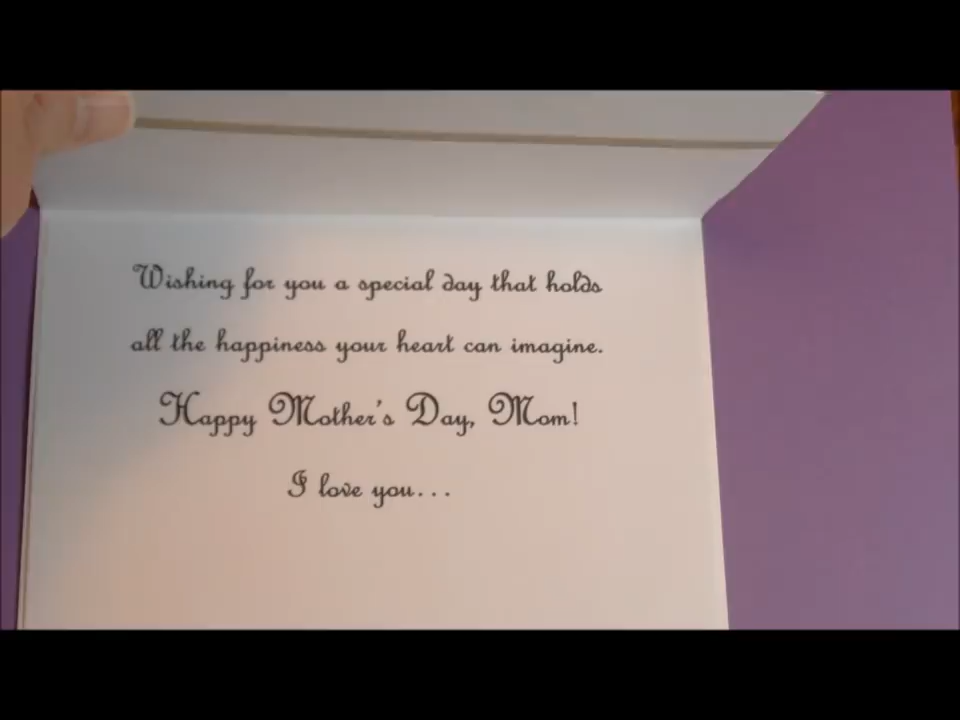 Wishing for you a special day that holds
all the happiness your heart can imagine.
Happy Mother's Day, Mom!
I love you...